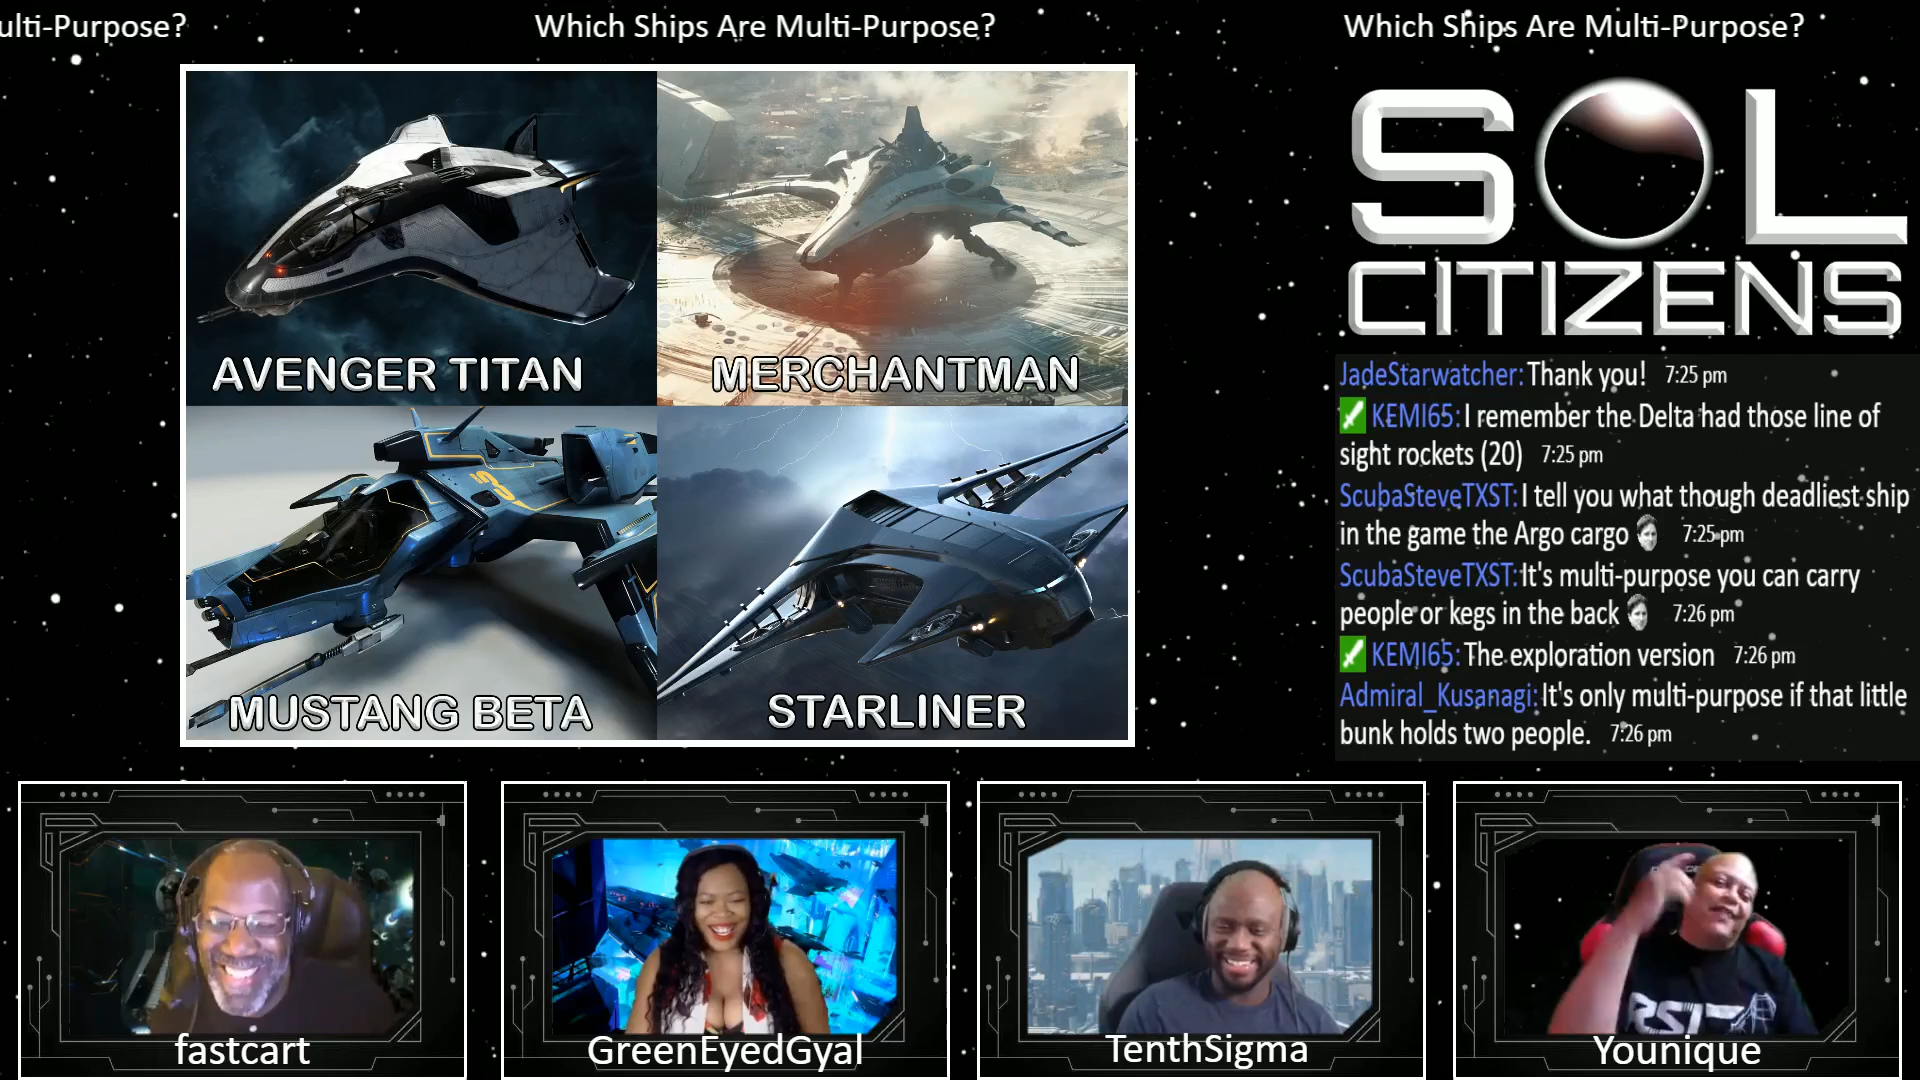 ulti-Purpose?
Which Ships Are Multi-Purpose?
Which Ships Are Multi-Purpose?
AVENGER TITAN
MERCHANTMAN
MUSTANG BETA
STARLINER
SOL
CITIZENS
JadeStarwatcher: Thank you! 7:25 pm
KEMI65: I remember the Delta had those line of
sight rockets (20) 7:25 pm
ScubaSteveTXST: I tell you what though deadliest ship
in the game the Argo cargo 7:25 pm
ScubaSteveTXST: It's multi-purpose you can carry
people or kegs in the back 7:26 pm
KEMI65: The exploration version 7:26 pm
Admiral_Kusanagi: It's only multi-purpose if that little
bunk holds two people. 7:26 pm
fastcart
GreenEyedGyal
TenthSigma
Younique